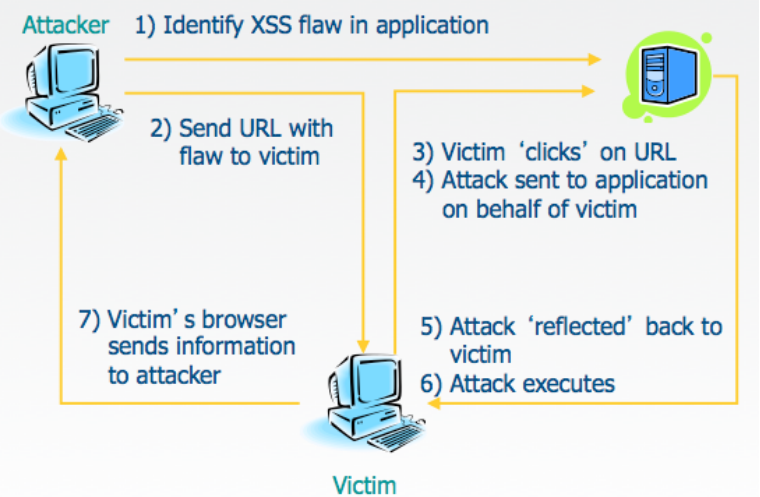 Attacker
1) Identify XSS flaw in application
2) Send URL with
flaw to victim
3) Victim ‘clicks’ on URL
4) Attack sent to application
on behalf of victim
5) Attack ‘reflected’ back to
victim
6) Attack executes
7) Victim’s browser
sends information
to attacker
Victim